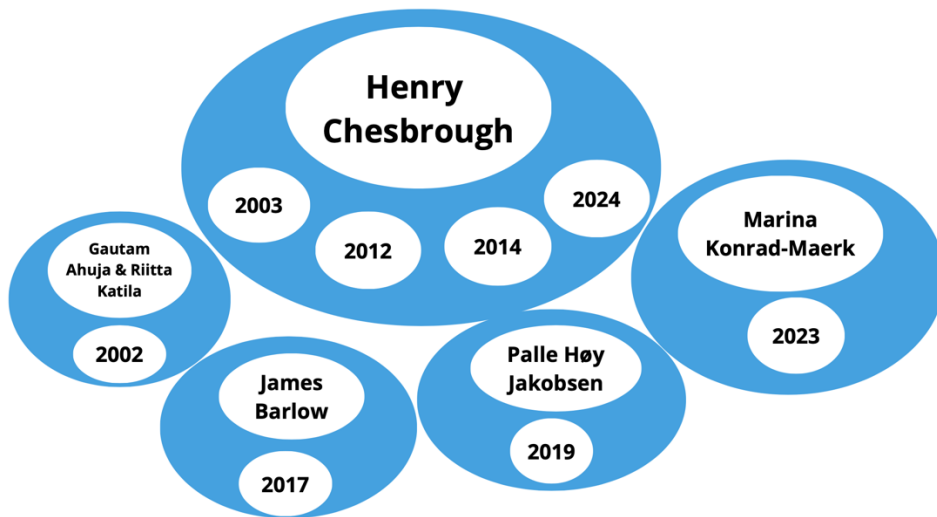 Henry
Chesbrough
2003
2012
2014
2024
Gautam
Ahuja & Riitta
Katila
2002
James
Barlow
2017
Palle Høy
Jakobsen
2019
Marina
Konrad-Maerk
2023